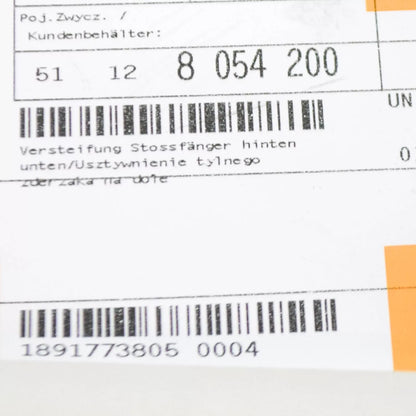 Poj.Zwycz. /
Kundenbehälter:
51 12 8 054 200
UN
Versteifung Stossfänger hinten
unten/Usztywnienie tylnego
zderzaka na dole
1891773805 0004